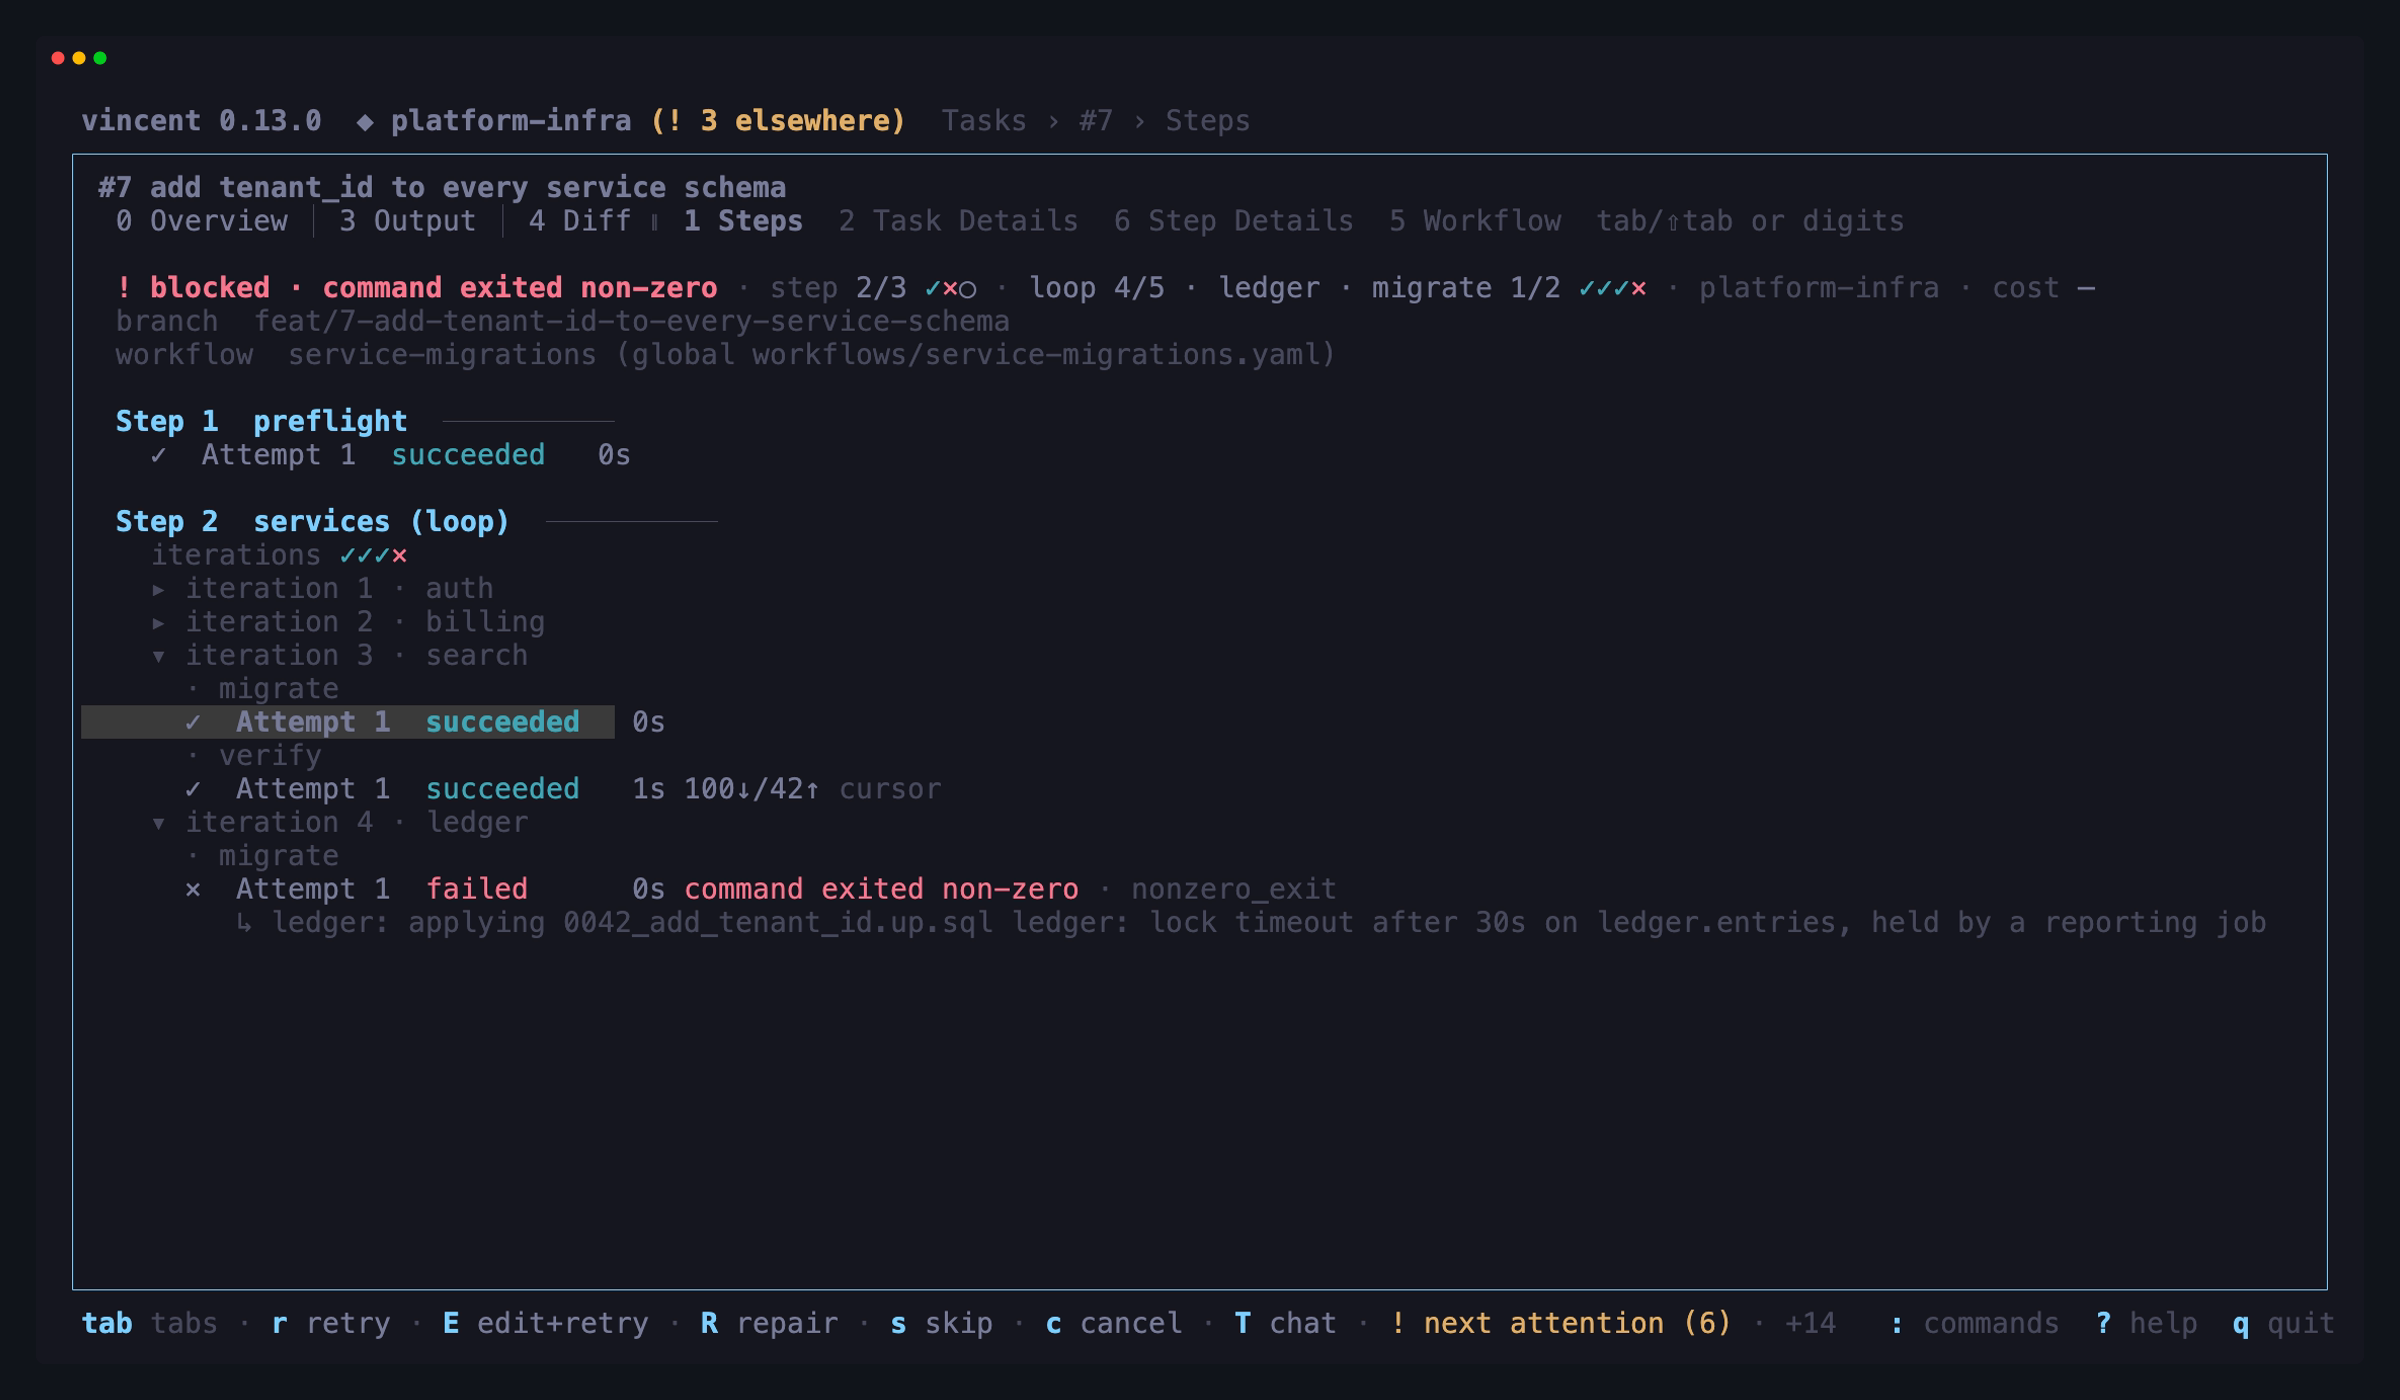 vincent 0.13.0 ◆ platform-infra (! 3 elsewhere) Tasks › #7 › Steps
#7 add tenant_id to every service schema
0 Overview │ 3 Output │ 4 Diff ‖ 1 Steps 2 Task Details 6 Step Details 5 Workflow tab/⇧tab or digits
! blocked · command exited non-zero · step 2/3 ✓×○ · loop 4/5 · ledger · migrate 1/2 ✓✓✓× · platform-infra · cost –
branch feat/7-add-tenant-id-to-every-service-schema
workflow service-migrations (global workflows/service-migrations.yaml)
Step 1 preflight ──────────
✓ Attempt 1 succeeded 0s
Step 2 services (loop) ──────────
iterations ✓✓✓×
▸ iteration 1 · auth
▸ iteration 2 · billing
▾ iteration 3 · search
· migrate
✓ Attempt 1 succeeded 0s
· verify
✓ Attempt 1 succeeded 1s 100↓/42↑ cursor
▾ iteration 4 · ledger
· migrate
× Attempt 1 failed 0s command exited non-zero · nonzero_exit
↳ ledger: applying 0042_add_tenant_id.up.sql ledger: lock timeout after 30s on ledger.entries, held by a reporting job
tab tabs · r retry · E edit+retry · R repair · s skip · c cancel · T chat · ! next attention (6) · +14 : commands ? help q quit